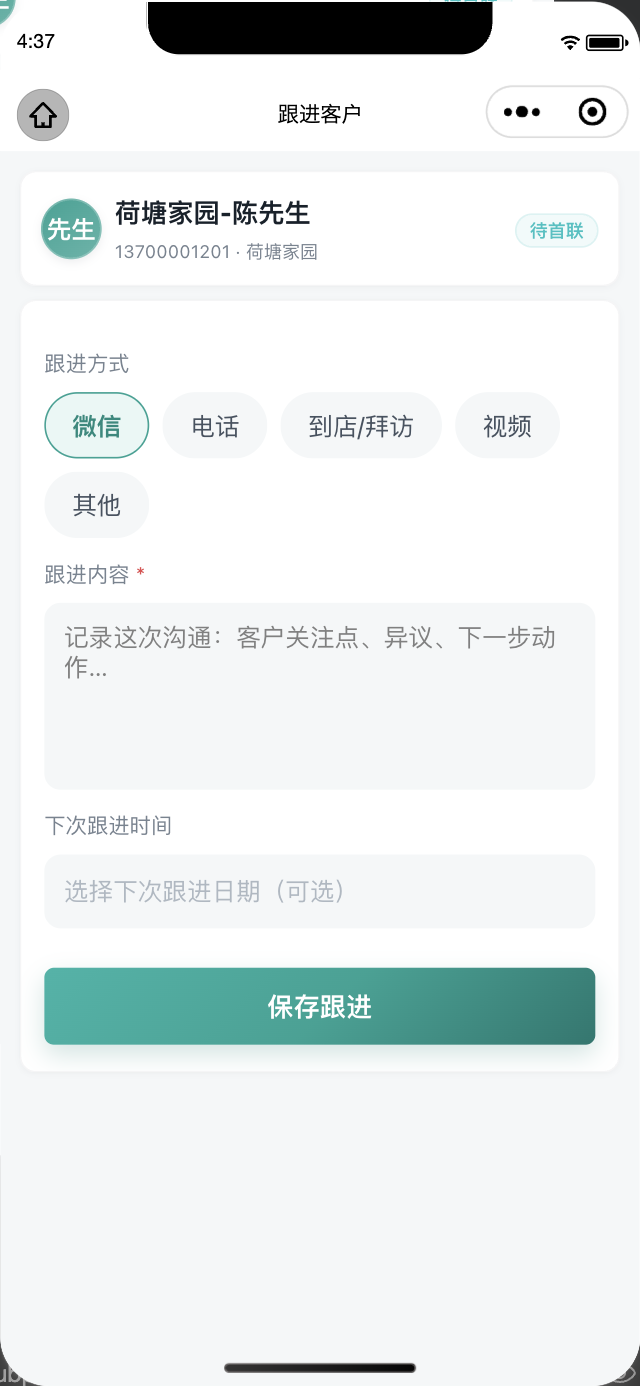 4:37
跟进客户
先生
荷塘家园-陈先生
13700001201 · 荷塘家园
待首联
跟进方式
微信
电话
到店/拜访
视频
其他
跟进内容 *
记录这次沟通：客户关注点、异议、下一步动
作...
下次跟进时间
选择下次跟进日期（可选）
保存跟进